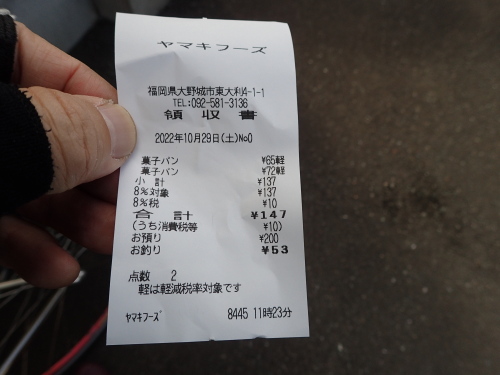 ヤマキフーズ
福岡県大野城市東大利4-1-1
TEL:092-581-3136
領収書
2022年10月29日(土)No0
菓子パン ¥65軽
菓子パン ¥72軽
小計 ¥137
8%対象 ¥137
8%税 ¥10
合計 ¥147
(うち消費税等 ¥10)
お預り ¥200
お釣り ¥53
点数 2
軽は軽減税率対象です
ヤマキフーズ 8445 11時23分